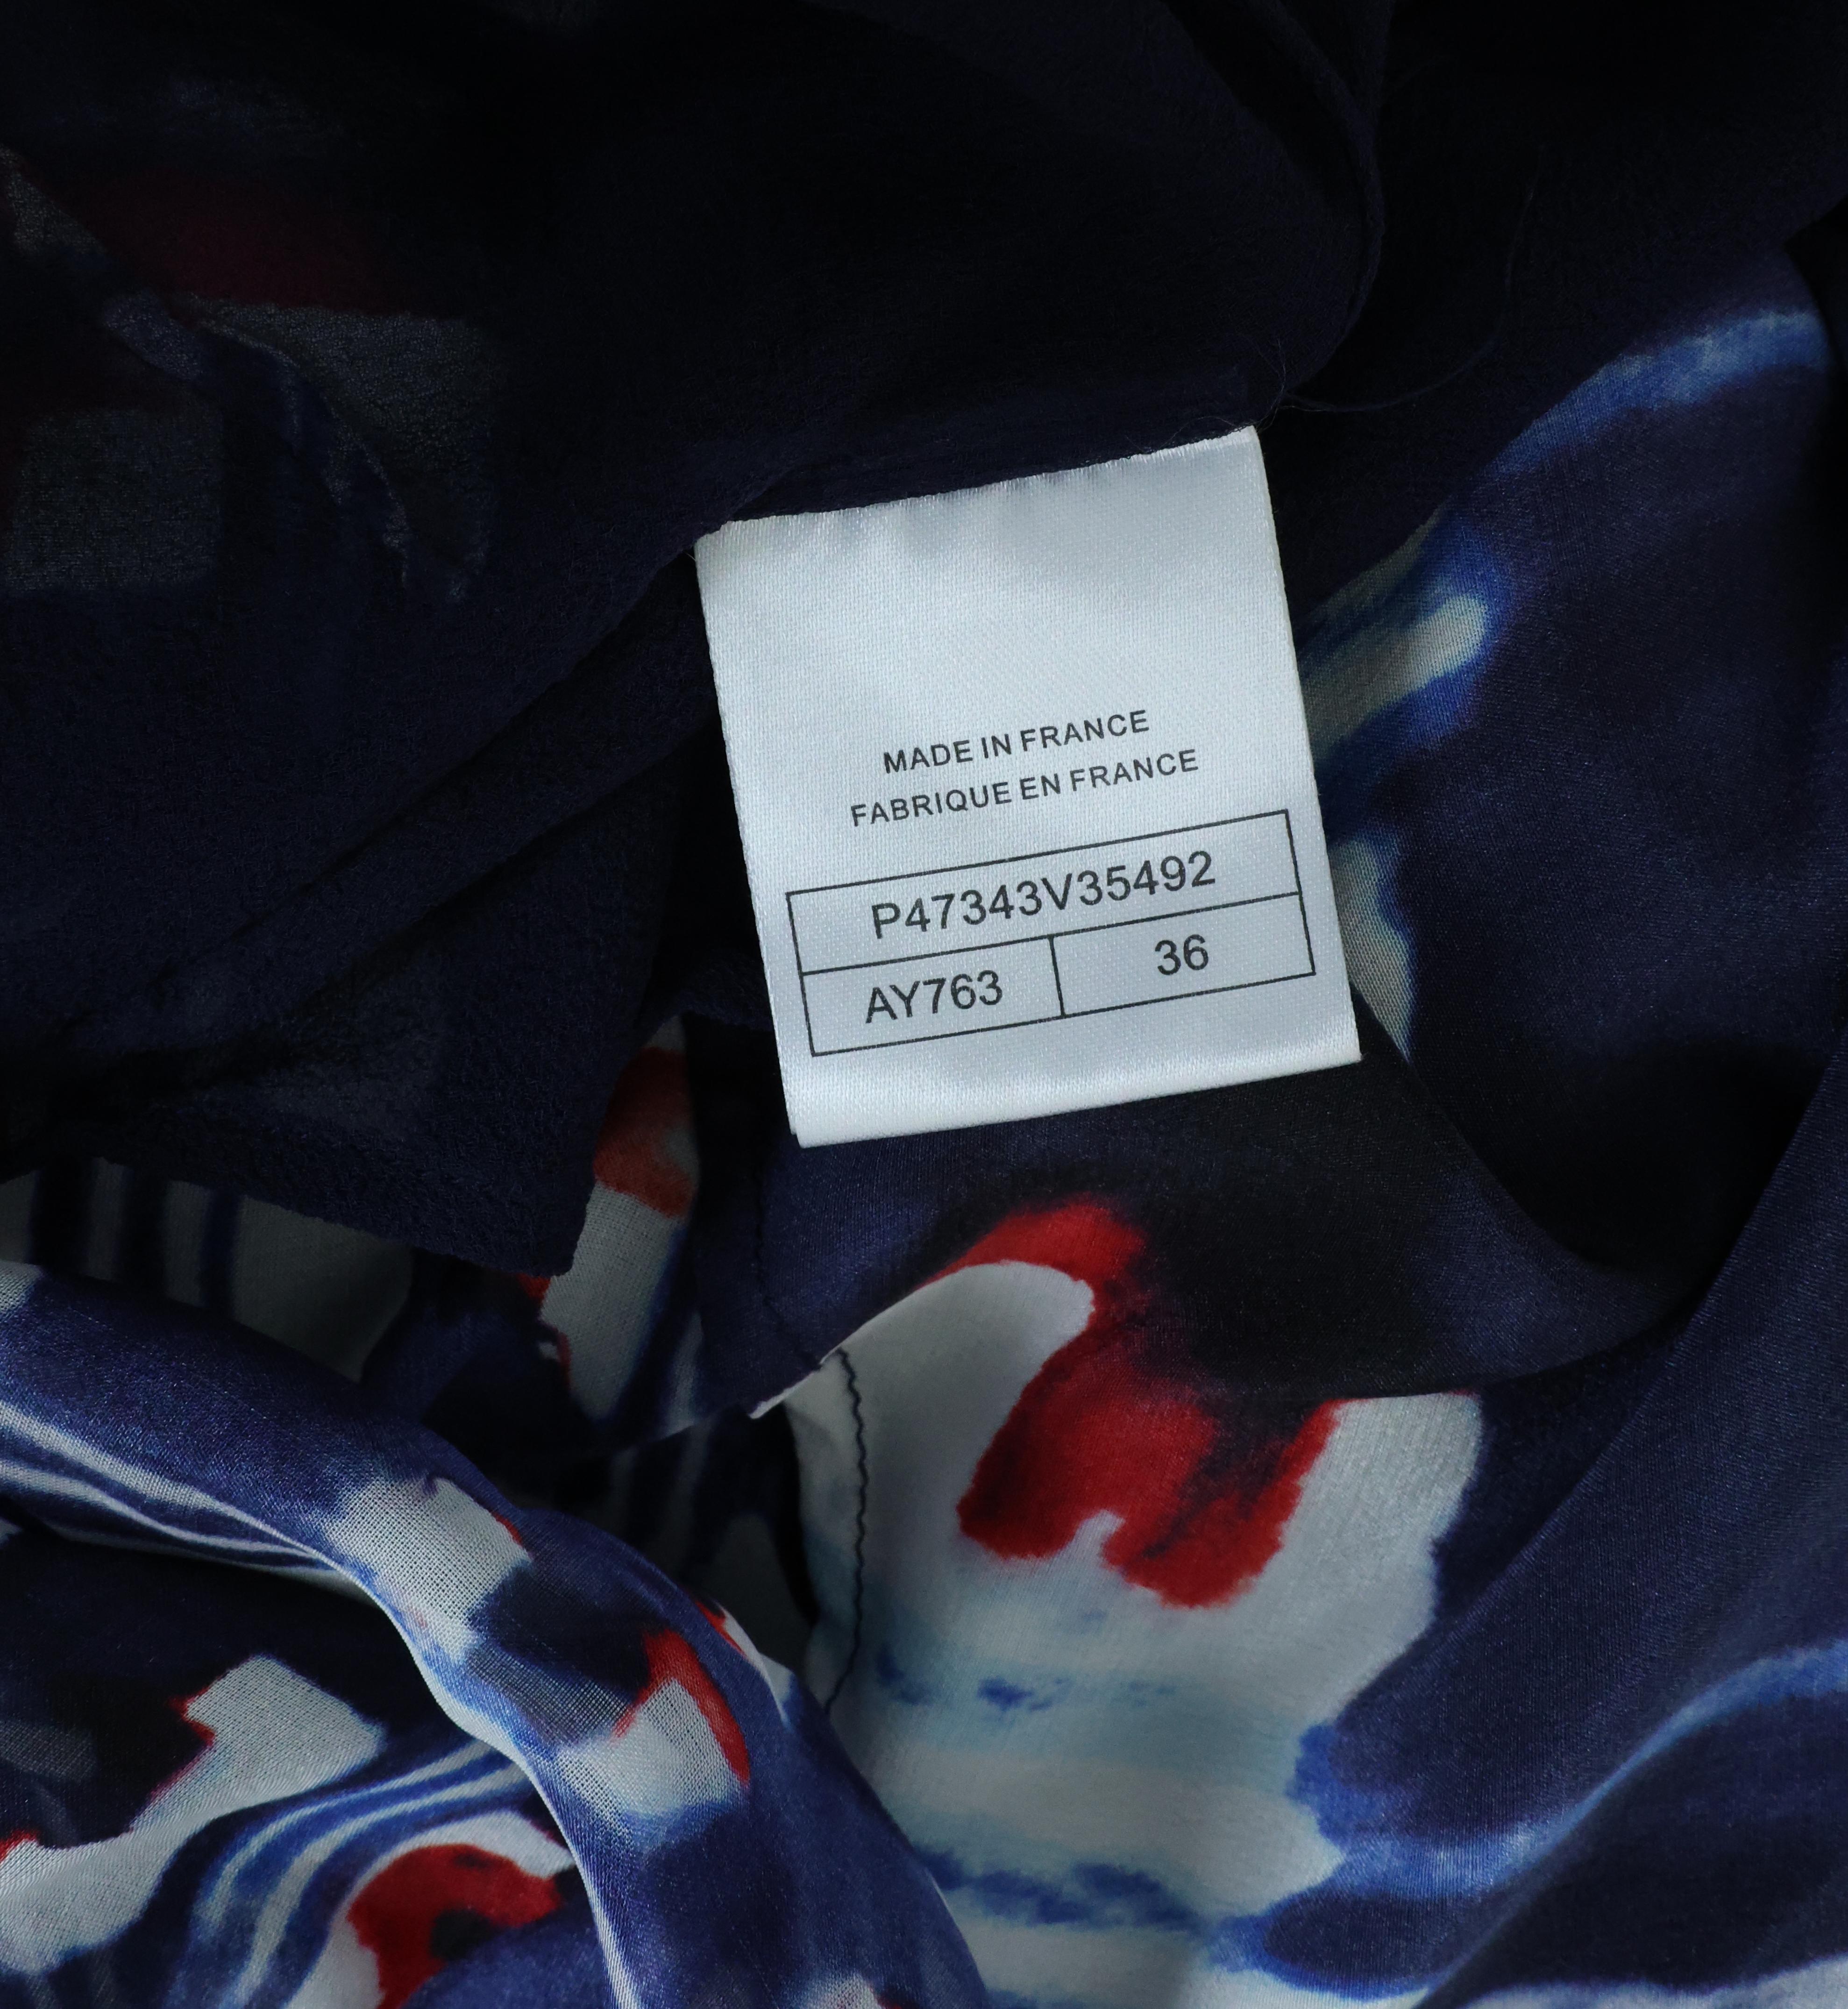 MADE IN FRANCE
FABRIQUE EN FRANCE
P47343V35492
AY763 36